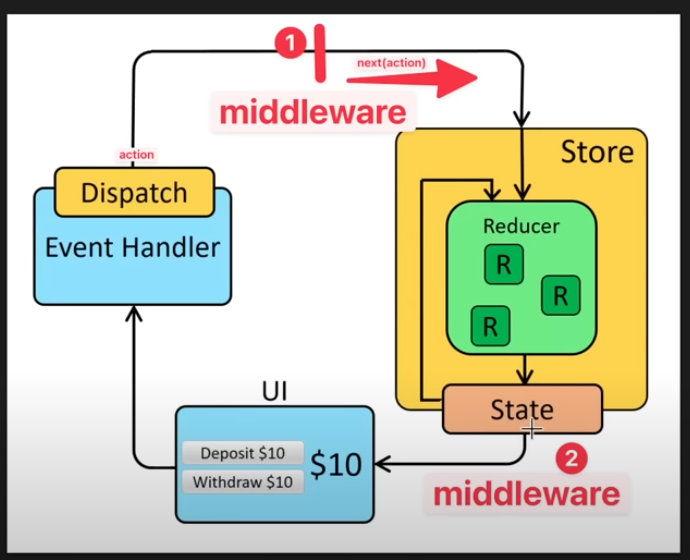 1
next(action)
middleware
Store
action
Dispatch
Event Handler
Reducer
R
R
R
UI
State
Deposit $10
Withdraw $10
$10
2
middleware